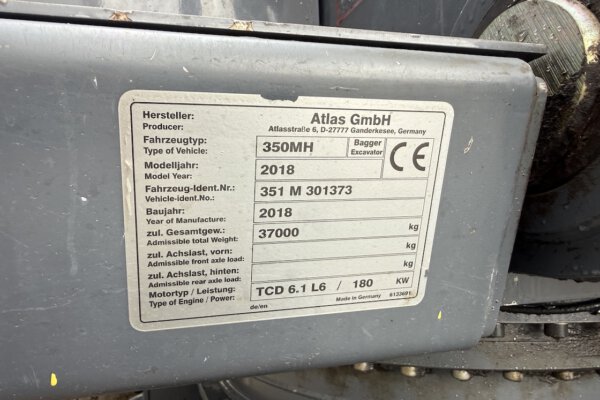 Hersteller: Atlas GmbH
Producer: Atlasstraße 6, D-27777 Ganderkesee, Germany
Fahrzeugtyp: 350MH Bagger
Type of Vehicle: Excavator
CE
Modelljahr: 2018
Model Year:
Fahrzeug-Ident.Nr.: 351 M 301373
Vehicle-ident.No.:
Baujahr: 2018
Year of Manufacture:
zul. Gesamtgew.: 37000 kg
Admissible total Weight:
zul. Achslast, vorn: kg
Admissible front axle load:
zul. Achslast, hinten: kg
Admissible rear axle load:
Motortyp / Leistung: TCD 6.1 L6 / 180 KW
Type of Engine / Power:
de/en Made in Germany